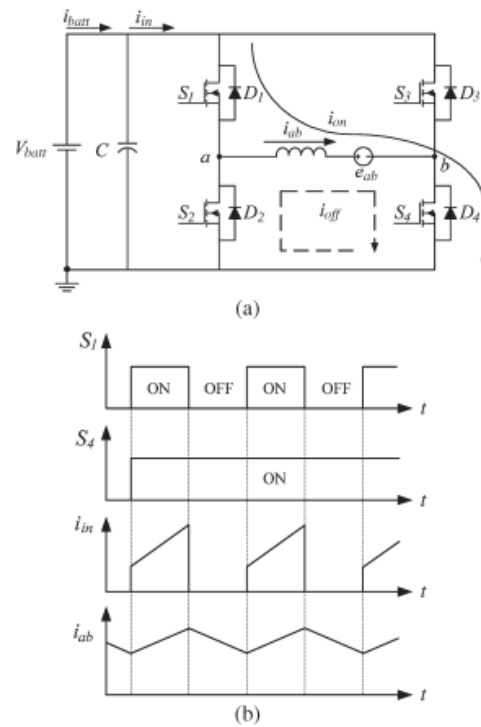 i_batt i_in
S_1 D_1 S_3 D_3
i_on
i_ab
V_batt C a b
e_ab
S_2 D_2 i_off S_4 D_4
(a)
S_1
ON OFF ON OFF
t
S_4
ON
t
i_in
t
i_ab
t
(b)